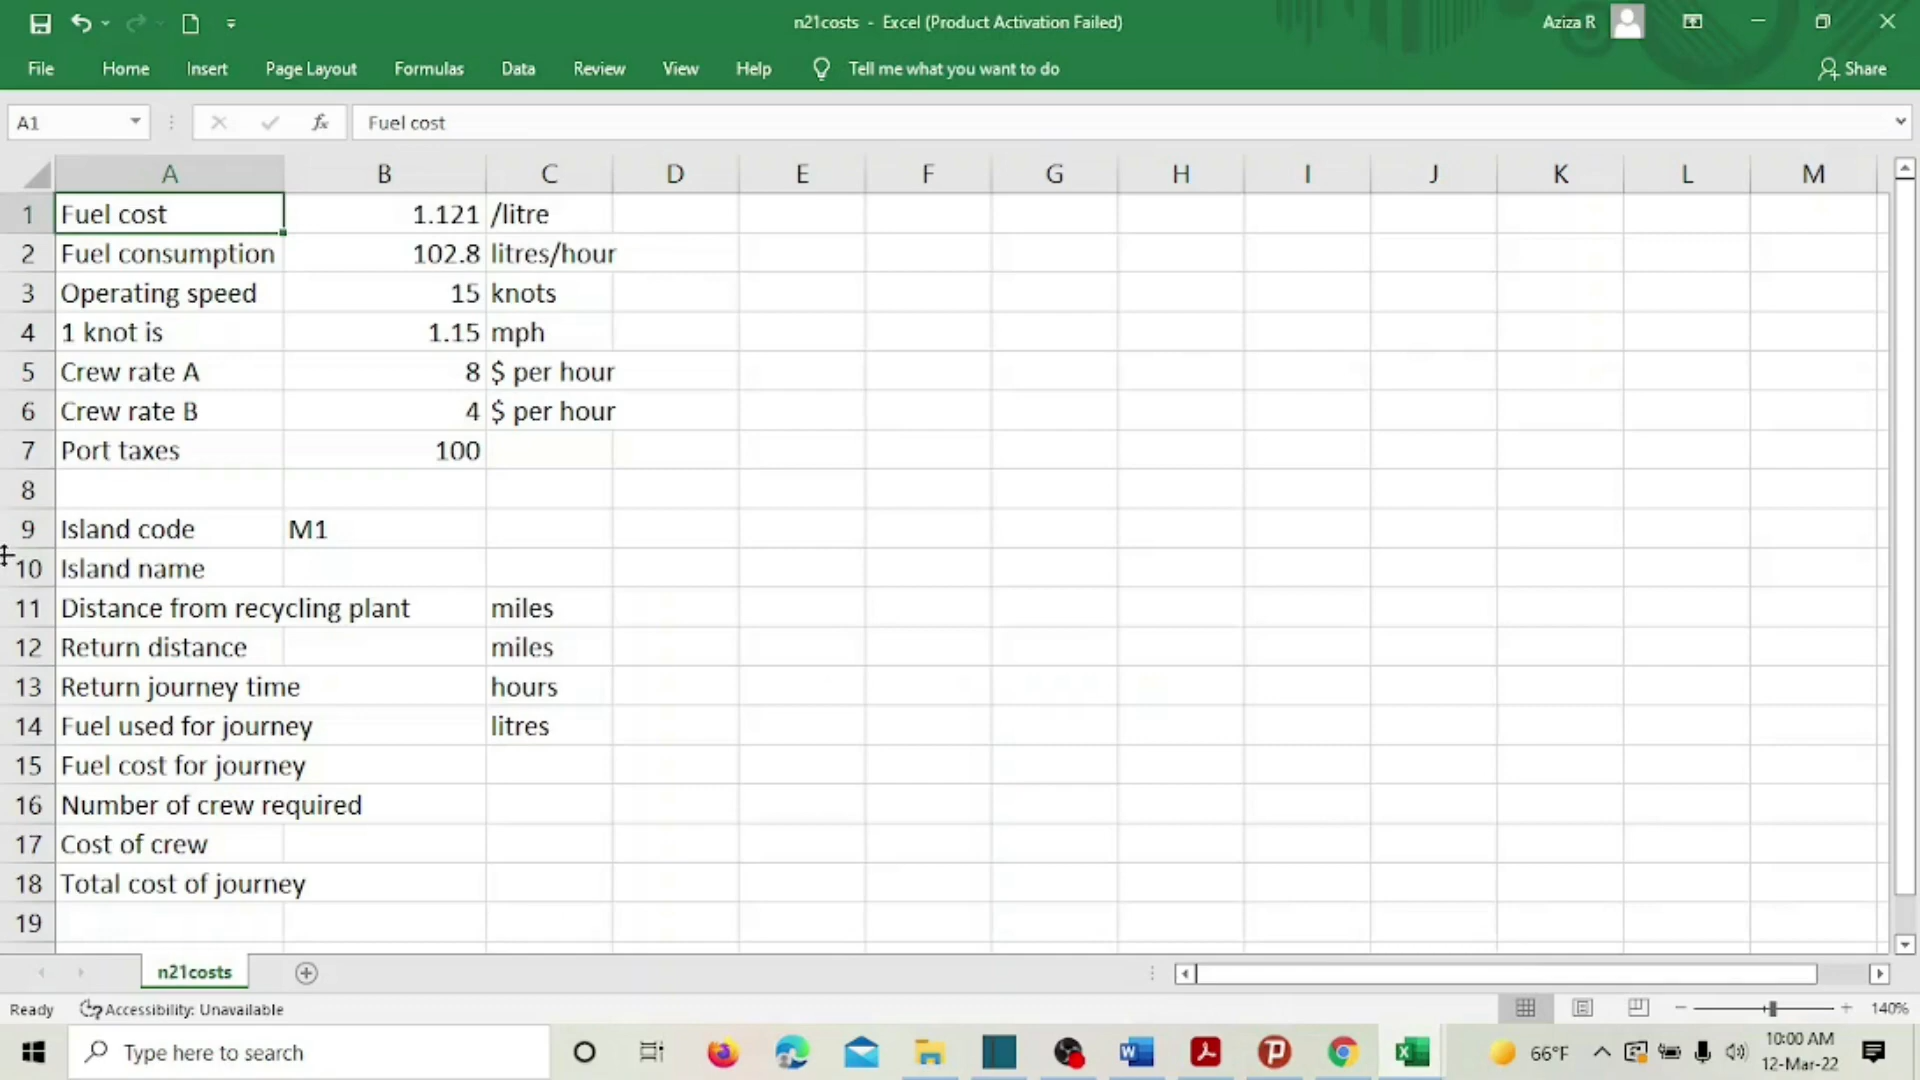 n21costs - Excel (Product Activation Failed)
Aziza R
File Home Insert Page Layout Formulas Data Review View Help Tell me what you want to do Share
A1 fx Fuel cost
A B C D E F G H I J K L M
1 Fuel cost 1.121 /litre
2 Fuel consumption 102.8 litres/hour
3 Operating speed 15 knots
4 1 knot is 1.15 mph
5 Crew rate A 8 $ per hour
6 Crew rate B 4 $ per hour
7 Port taxes 100
8
9 Island code M1
10 Island name
11 Distance from recycling plant miles
12 Return distance miles
13 Return journey time hours
14 Fuel used for journey litres
15 Fuel cost for journey
16 Number of crew required
17 Cost of crew
18 Total cost of journey
19
n21costs
Ready Accessibility: Unavailable 140%
Type here to search 66°F 10:00 AM
12-Mar-22